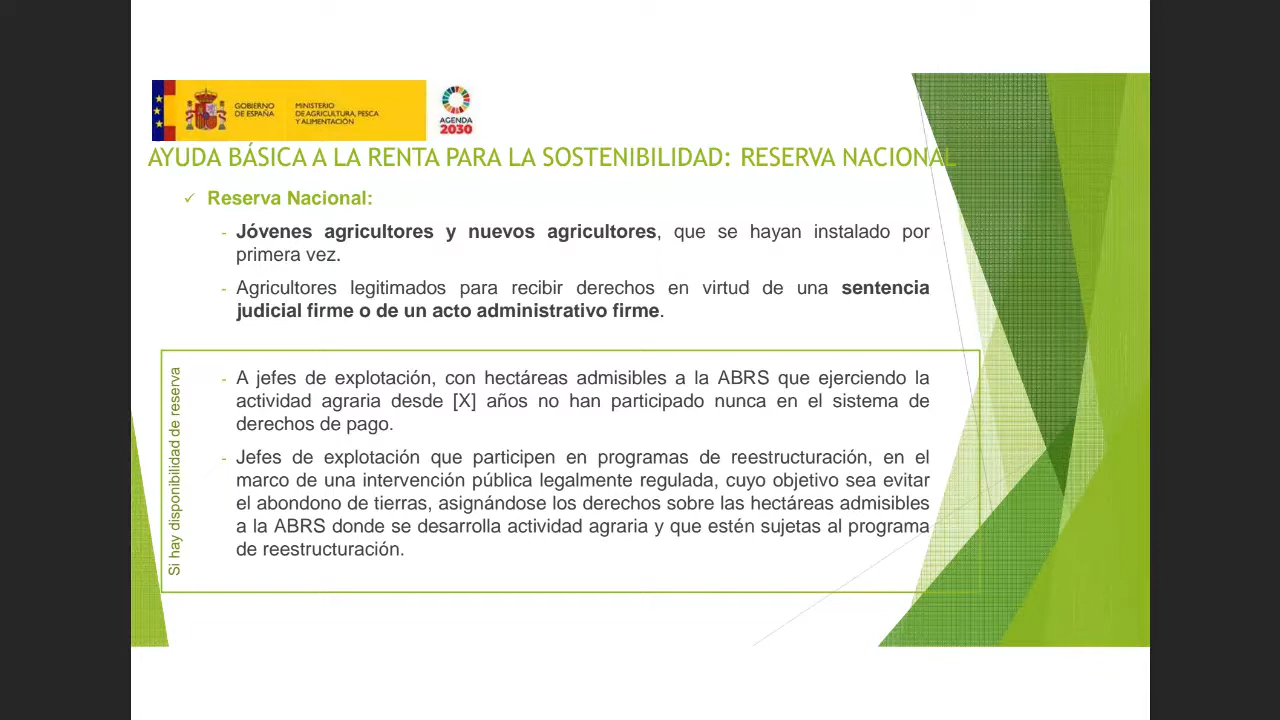 GOBIERNO
DE ESPAÑA
MINISTERIO
DE AGRICULTURA, PESCA
Y ALIMENTACIÓN
AGENDA
2030
AYUDA BÁSICA A LA RENTA PARA LA SOSTENIBILIDAD: RESERVA NACIONAL
✓ Reserva Nacional:
- Jóvenes agricultores y nuevos agricultores, que se hayan instalado por
primera vez.
- Agricultores legitimados para recibir derechos en virtud de una sentencia
judicial firme o de un acto administrativo firme.
Si hay disponibilidad de reserva
- A jefes de explotación, con hectáreas admisibles a la ABRS que ejerciendo la
actividad agraria desde [X] años no han participado nunca en el sistema de
derechos de pago.
- Jefes de explotación que participen en programas de reestructuración, en el
marco de una intervención pública legalmente regulada, cuyo objetivo sea evitar
el abondono de tierras, asignándose los derechos sobre las hectáreas admisibles
a la ABRS donde se desarrolla actividad agraria y que estén sujetas al programa
de reestructuración.